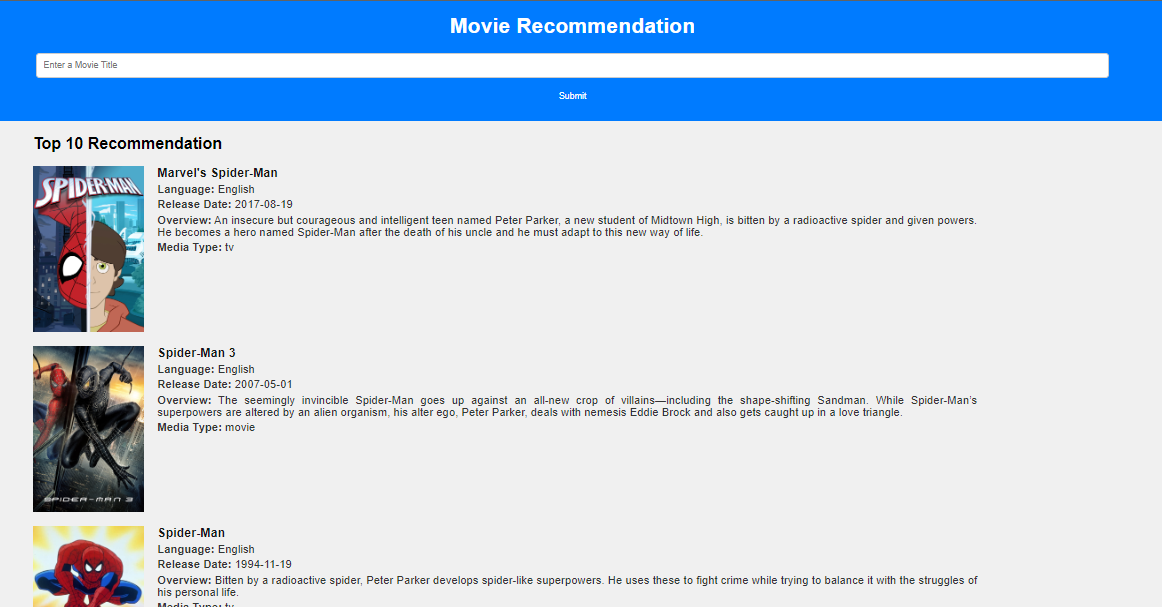 Movie Recommendation
Enter a Movie Title
Submit
Top 10 Recommendation
SPIDER-MAN
Marvel's Spider-Man
Language: English
Release Date: 2017-08-19
Overview: An insecure but courageous and intelligent teen named Peter Parker, a new student of Midtown High, is bitten by a radioactive spider and given powers.
He becomes a hero named Spider-Man after the death of his uncle and he must adapt to this new way of life.
Media Type: tv
SPIDER-MAN 3
Spider-Man 3
Language: English
Release Date: 2007-05-01
Overview: The seemingly invincible Spider-Man goes up against an all-new crop of villains—including the shape-shifting Sandman. While Spider-Man’s
superpowers are altered by an alien organism, his alter ego, Peter Parker, deals with nemesis Eddie Brock and also gets caught up in a love triangle.
Media Type: movie
Spider-Man
Language: English
Release Date: 1994-11-19
Overview: Bitten by a radioactive spider, Peter Parker develops spider-like superpowers. He uses these to fight crime while trying to balance it with the struggles of
his personal life.
Media Type: tv